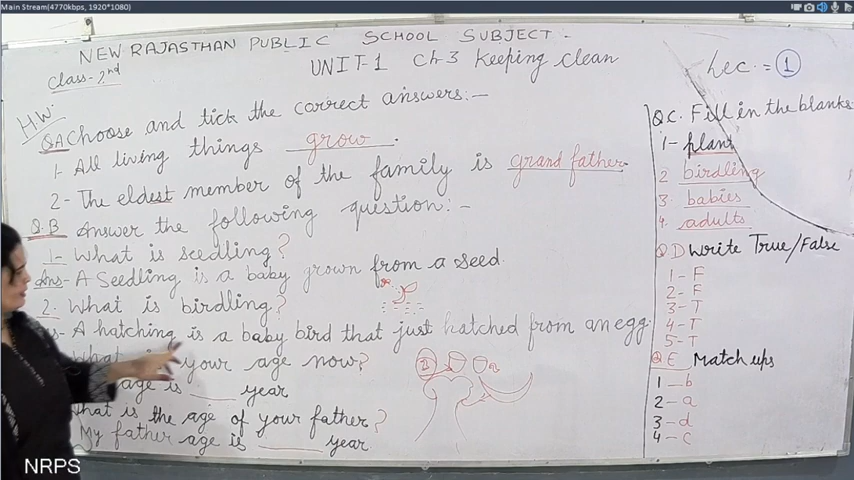 Main Stream(4770kbps, 1920*1080)
NEW RAJASTHAN PUBLIC SCHOOL SUBJECT -
Class-2nd
UNIT-1 Ch-3 Keeping clean
Lec. = 1
H.W.
Q.A Choose and tick the correct answers:-
1- All living things grow.
2- The eldest member of the family is grand father.
Q.B Answer the following question:-
1- What is seedling?
Ans- A Seedling is a baby grown from a seed
2. What is birdling?
A hatching is a baby bird that just hatched from an egg.
What is your age now?
age is ____ year
What is the age of your father?
My father age is ____ year
Q.C. Fill in the blanks
1- plant
2 birdling
3. babies
4. adults
Q.D Write True/False
1- F
2- F
3- T
4- T
5- T
Q E Match ups
1 _ b
2 - a
3 - d
4 - c
NRPS